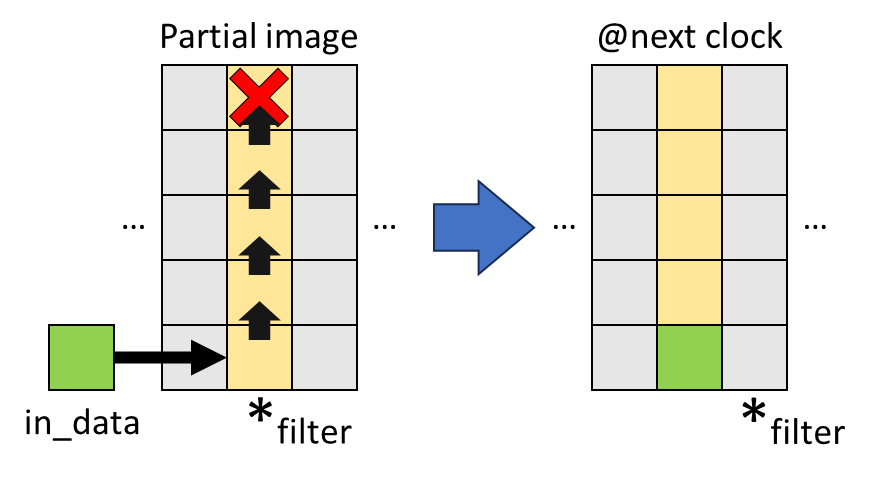 Partial image
@next clock
... ... ... ...
in_data
*filter
*filter